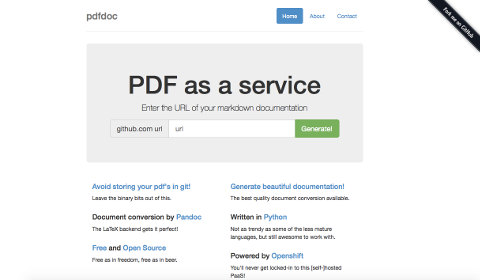 pdfdoc
Home About Contact
Fork me on GitHub
PDF as a service
Enter the URL of your markdown documentation
github.com url url Generate!
Avoid storing your pdf's in git!
Leave the binary bits out of this.
Document conversion by Pandoc
The LaTeX backend gets it perfect!
Free and Open Source
Free as in freedom, free as in beer.
Generate beautiful documentation!
The best quality document conversion available.
Written in Python
Not as trendy as some of the less mature
languages, but still awesome to work with.
Powered by Openshift
You'll never get locked-in to this [self-]hosted
PaaS!